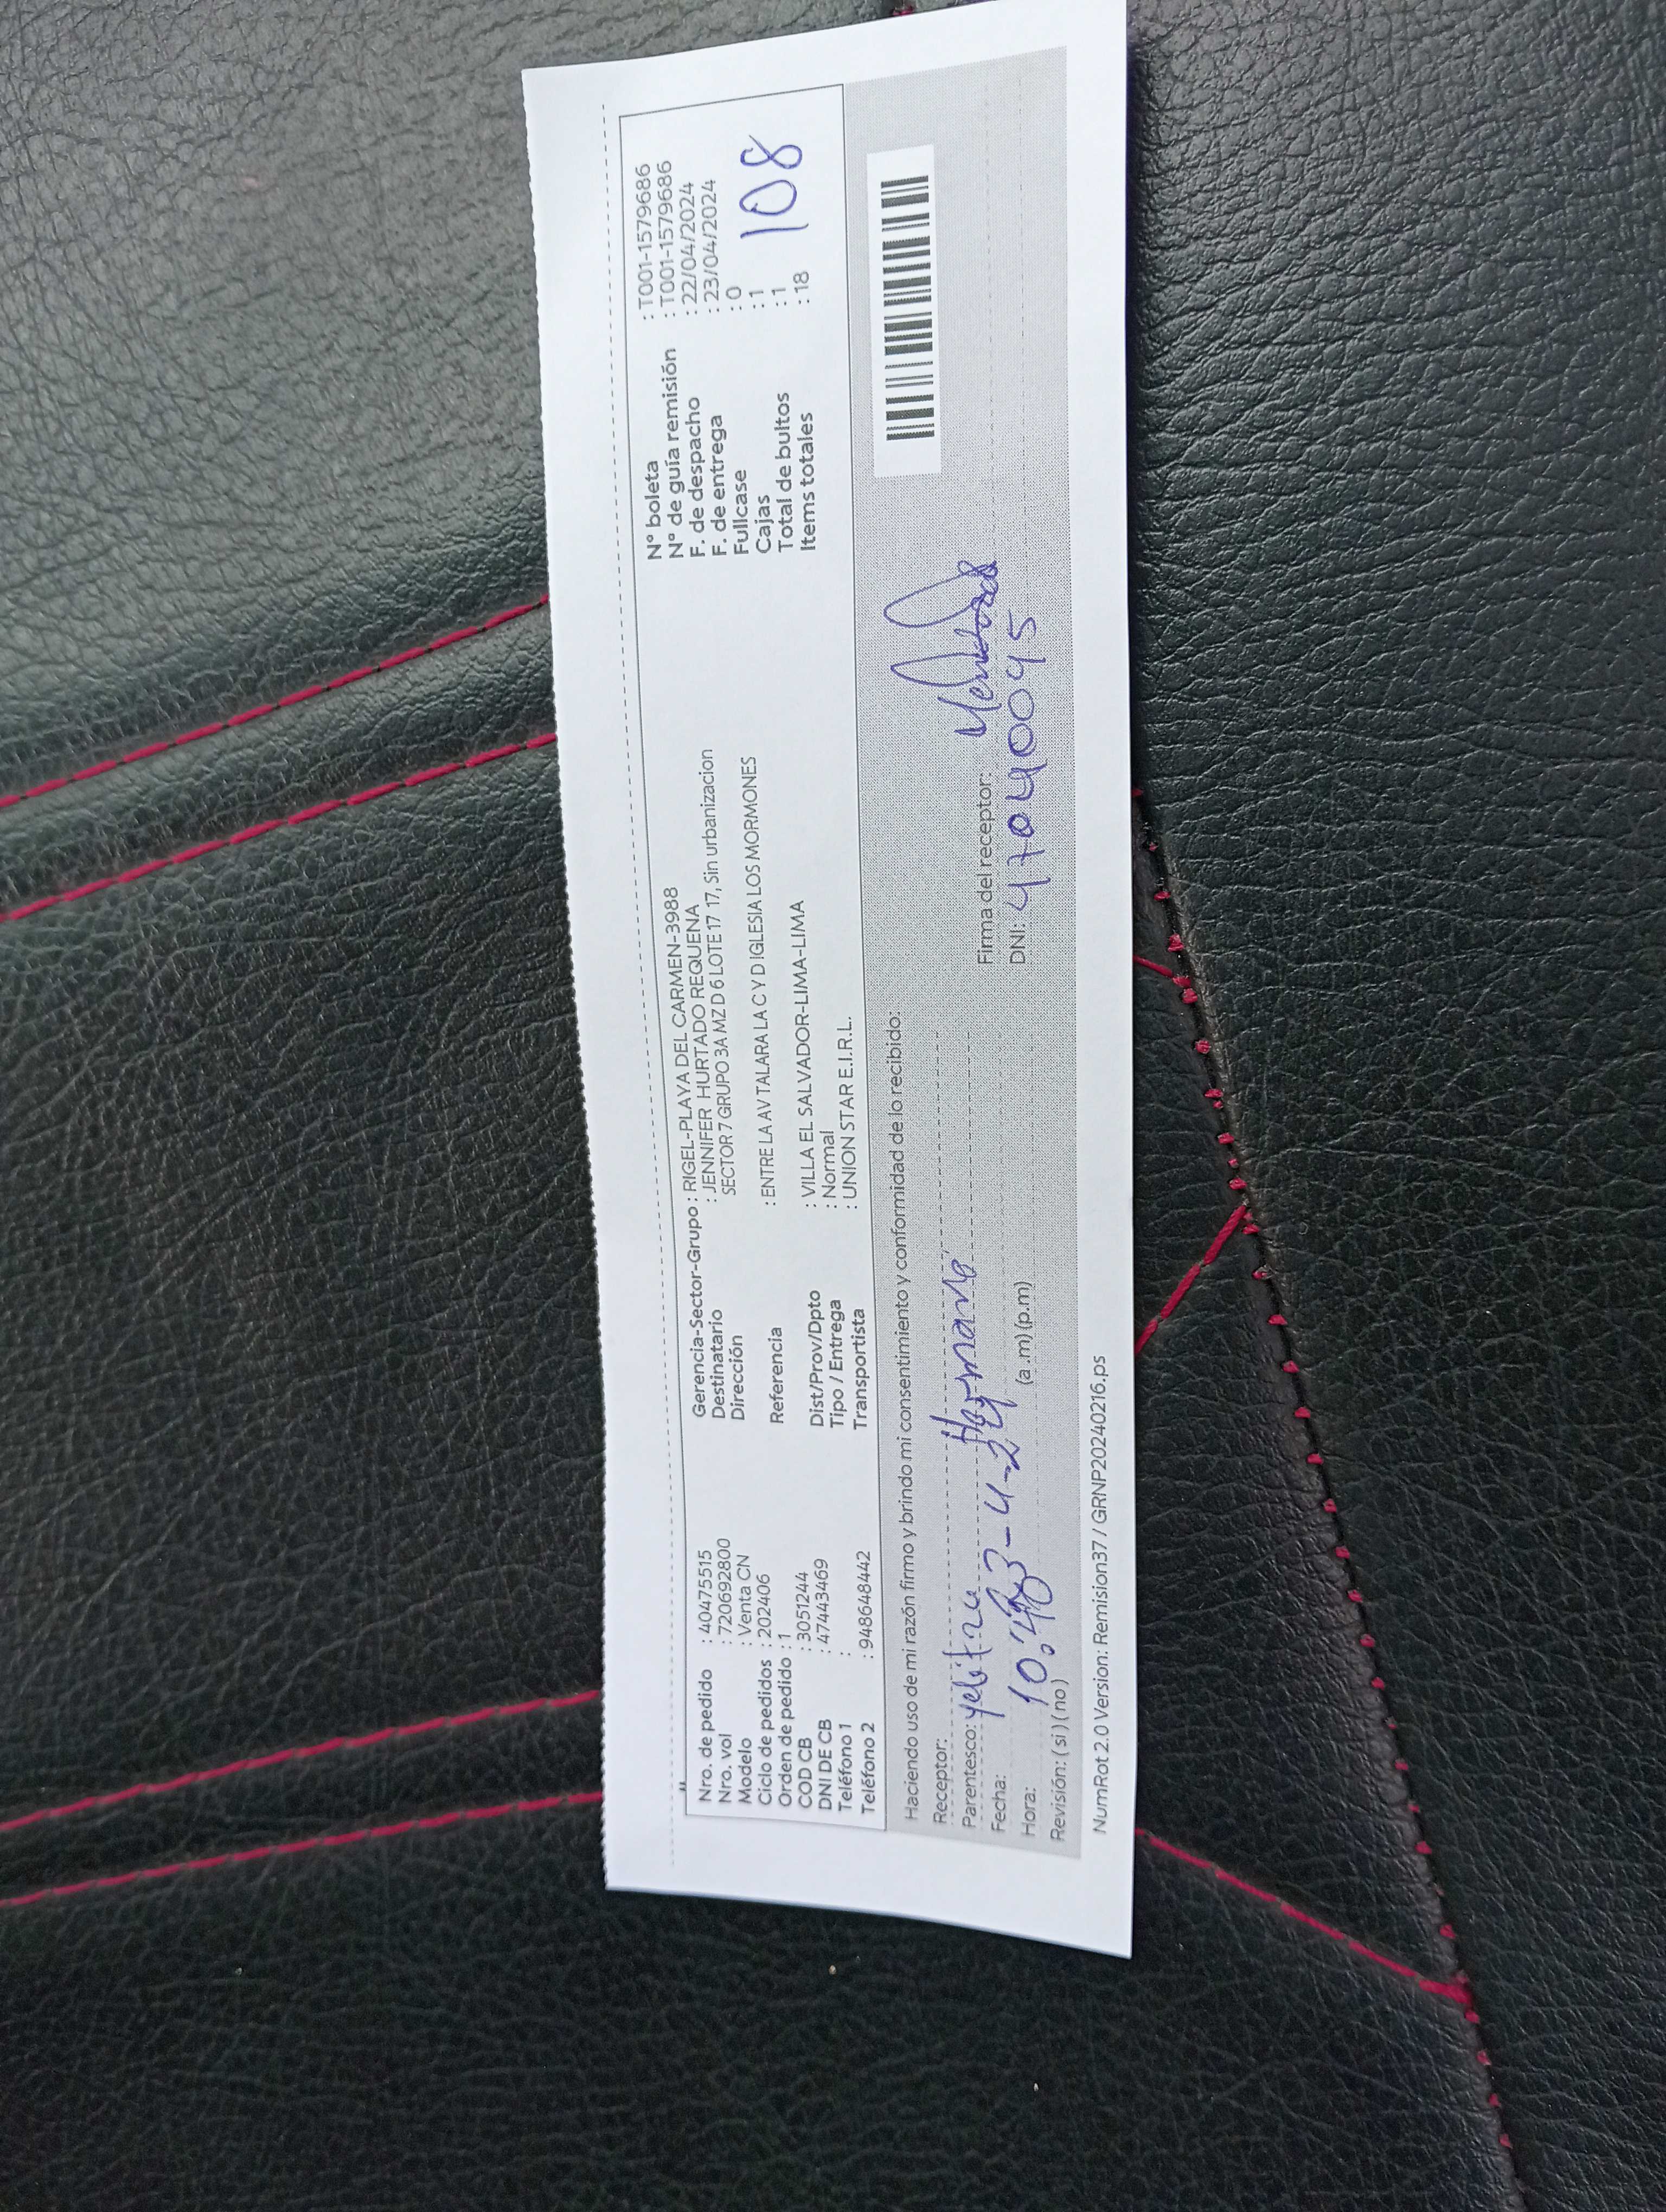 Nro. de pedido : 40475515
Nro. vol : 720692800
Modelo : Venta CN
Ciclo de pedidos : 202406
Orden de pedido : 1
COD CB : 3051244
DNI DE CB : 47443469
Teléfono 1 :
Teléfono 2 : 948648442
Gerencia-Sector-Grupo : RIGEL-PLAYA DEL CARMEN-3988
Destinatario : JENNIFER HURTADO REQUENA
Dirección SECTOR 7 GRUPO 3A MZ D 6 LOTE 17 17, Sin urbanizacion
Referencia : ENTRE LA AV TALARA LA C Y D IGLESIA LOS MORMONES
Dist/Prov/Dpto : VILLA EL SALVADOR-LIMA-LIMA
Tipo / Entrega : Normal
Transportista : UNION STAR E.I.R.L.
N° boleta : T001-1579686
N° de guía remisión : T001-1579686
F. de despacho : 22/04/2024
F. de entrega : 23/04/2024
Fullcase : 0
Cajas : 1
Total de bultos : 1
Items totales : 18
108
Haciendo uso de mi razón firmo y brindo mi consentimiento y conformidad de lo recibido:
Receptor:
Parentesco: yelitza Hermana
Fecha: 23-4-24
Hora: (a.m) (p.m)
Revisión: (si) (no)
Firma del receptor:
DNI: 47040095
NumRot 2.0 Version: Remision37 / GRNP20240216.ps